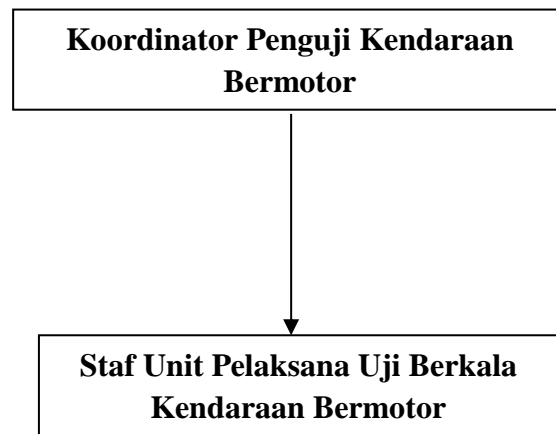 Koordinator Penguji Kendaraan
Bermotor
Staf Unit Pelaksana Uji Berkala
Kendaraan Bermotor